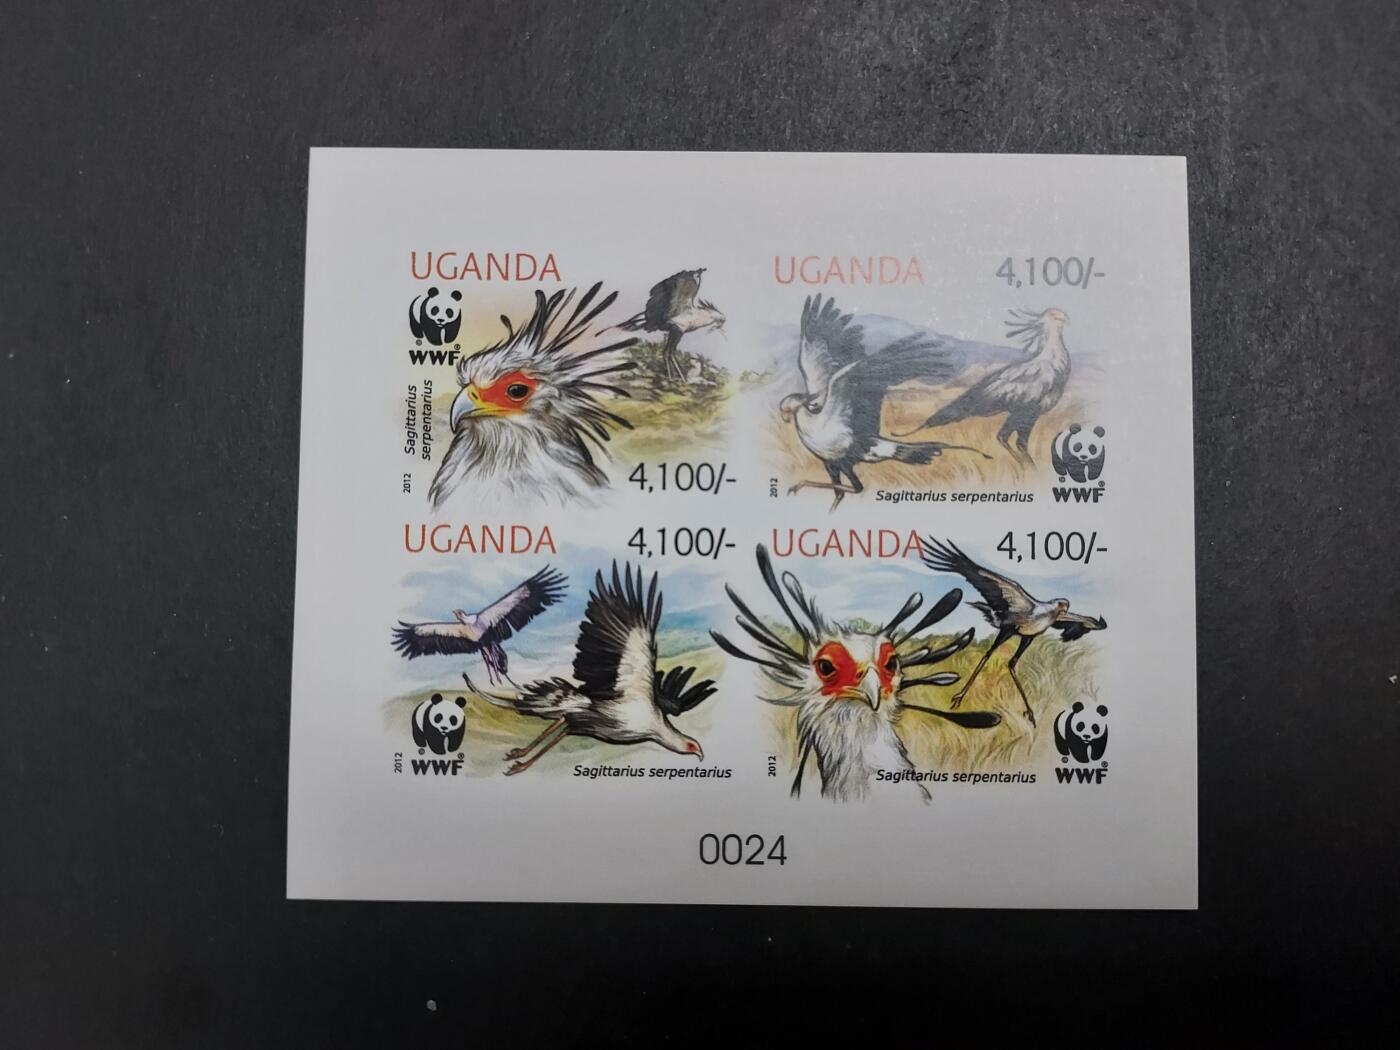 UGANDA
WWF
Sagittarius
serpentarius
2012
4,100/-
UGANDA
4,100/-
2012
Sagittarius serpentarius
WWF
UGANDA
4,100/-
2012
WWF
Sagittarius serpentarius
UGANDA
4,100/-
2012
Sagittarius serpentarius
WWF
0024